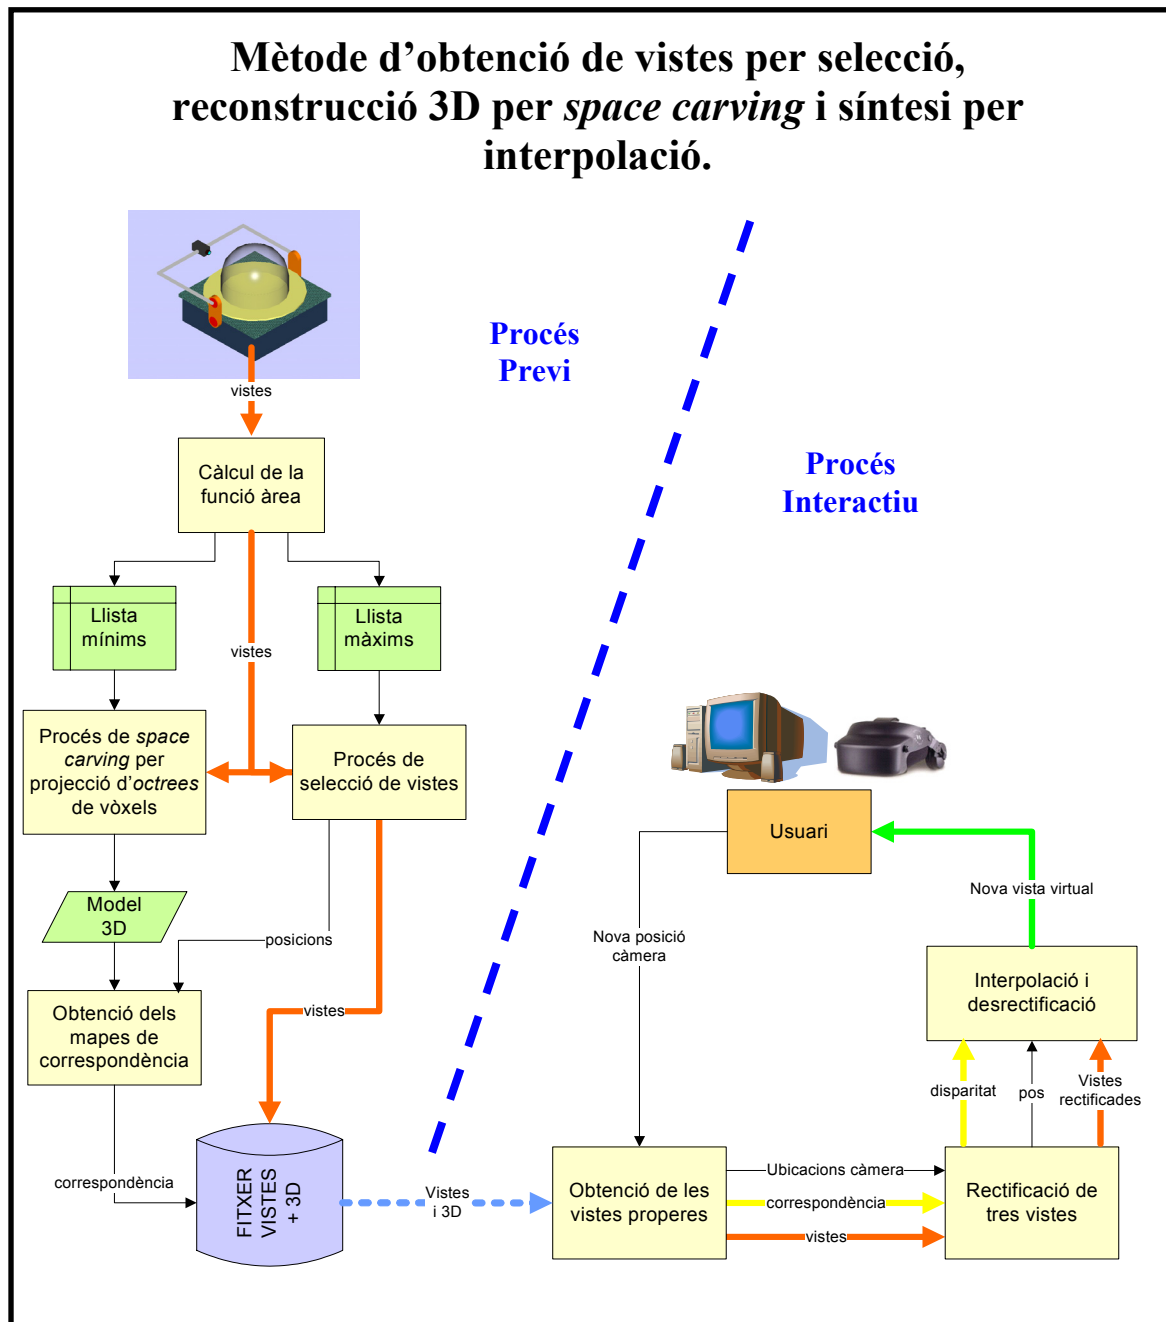 Mètode d’obtenció de vistes per selecció,
reconstrucció 3D per space carving i síntesi per
interpolació.
Procés
Previ
vistes
Càlcul de la
funció àrea
Procés
Interactiu
Llista
mínims
Llista
màxims
vistes
Procés de space
carving per
projecció d’octrees
de vòxels
Procés de
selecció de vistes
Usuari
Nova vista virtual
Model
3D
posicions
Nova posició
càmera
Interpolació i
desrectificació
Obtenció dels
mapes de
correspondència
vistes
disparitat
pos
Vistes
rectificades
correspondència
FITXER
VISTES
+ 3D
Vistes
i 3D
Obtenció de les
vistes properes
Ubicacions càmera
correspondència
vistes
Rectificació de
tres vistes